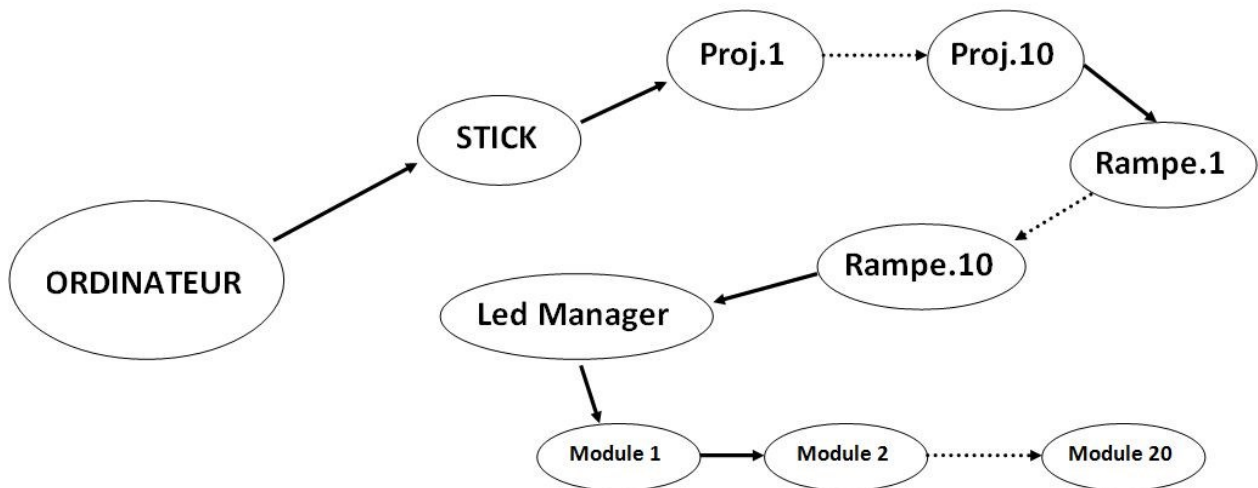 ORDINATEUR
STICK
Proj.1
Proj.10
Rampe.1
Rampe.10
Led Manager
Module 1
Module 2
Module 20